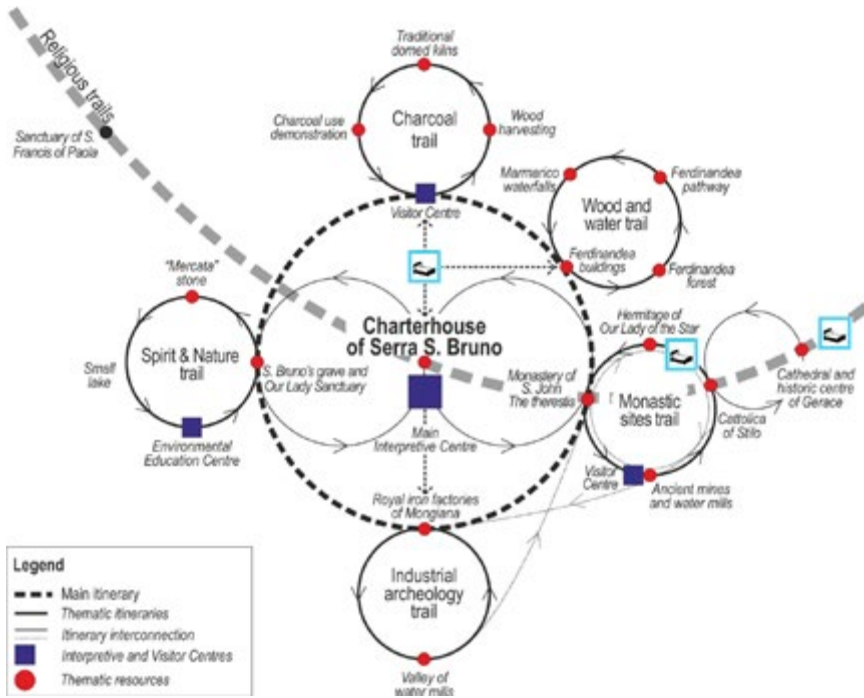 Religious trails
Sanctuary of S.
Francis of Paola
Traditional
domed kilns
Charcoal use
demonstration
Charcoal
trail
Wood
harvesting
Visitor Centre
Marmarico
waterfalls
Ferdinandea
pathway
Wood and
water trail
Ferdinandea
buildings
Ferdinandea
forest
"Mercata"
stone
Spirit & Nature
trail
Small
lake
Environmental
Education Centre
S. Bruno's grave and
Our Lady Sanctuary
Charterhouse
of Serra S. Bruno
Main
Interpretive Centre
Hermitage of
Our Lady of the Star
Monastery of
S. John
The therestis
Monastic
sites trail
Cattolica
of Stilo
Cathedral and
historic centre
of Gerace
Visitor
Centre
Ancient mines
and water mills
Royal iron factories
of Mongiana
Industrial
archeology
trail
Valley of
water mills
Legend
Main itinerary
Thematic itineraries
Itinerary interconnection
Interpretive and Visitor Centres
Thematic resources